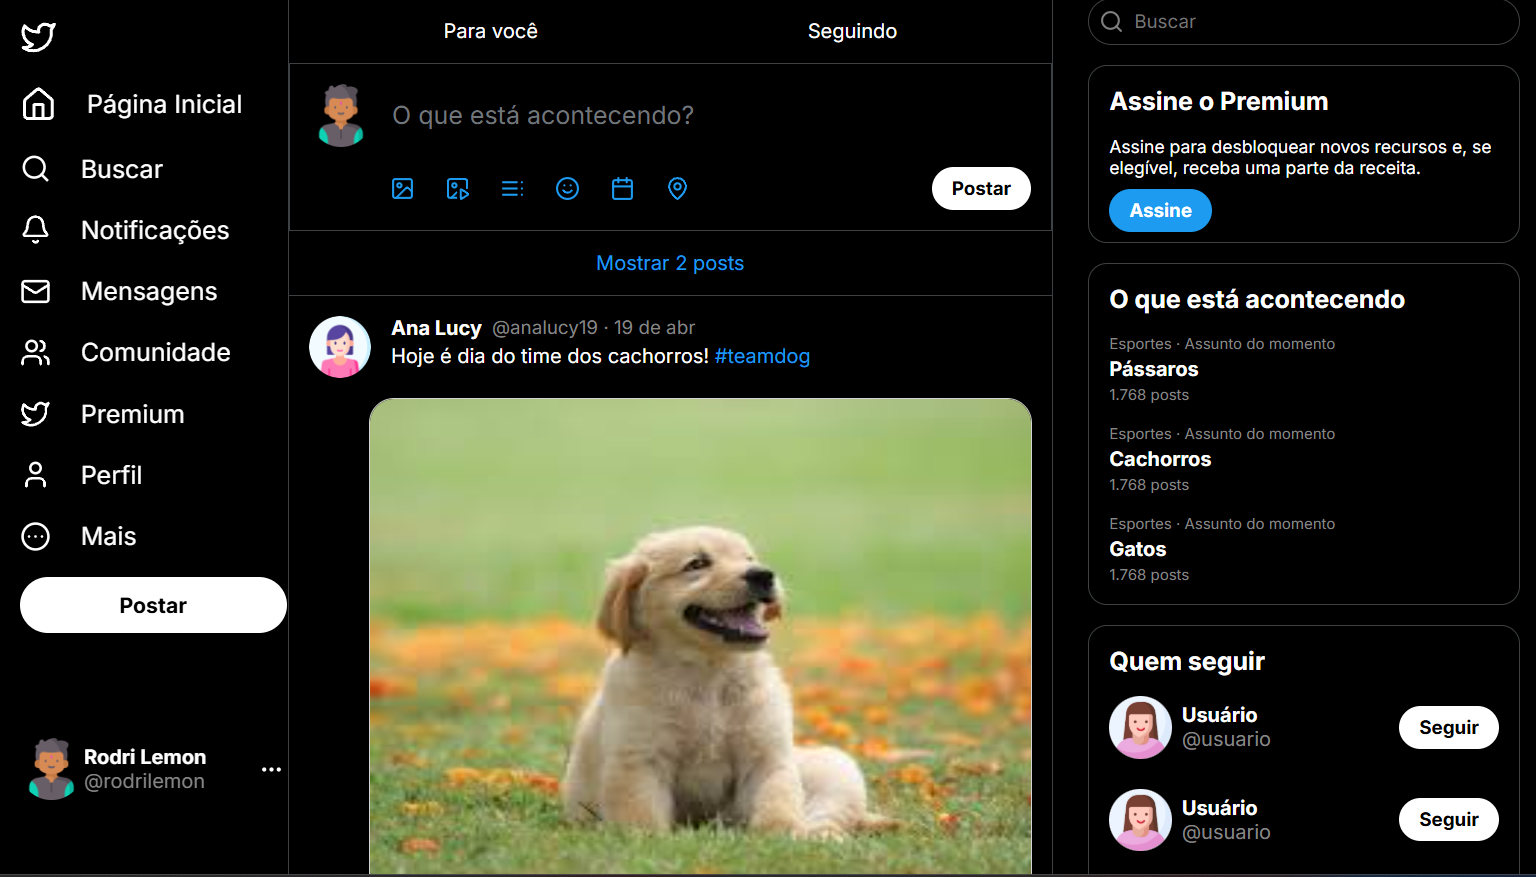 Página Inicial
Buscar
Notificações
Mensagens
Comunidade
Premium
Perfil
Mais
Postar
Rodri Lemon
@rodrilemon
Para você
Seguindo
O que está acontecendo?
Postar
Mostrar 2 posts
Ana Lucy @analucy19 · 19 de abr
Hoje é dia do time dos cachorros! #teamdog
Buscar
Assine o Premium
Assine para desbloquear novos recursos e, se
elegível, receba uma parte da receita.
Assine
O que está acontecendo
Esportes · Assunto do momento
Pássaros
1.768 posts
Esportes · Assunto do momento
Cachorros
1.768 posts
Esportes · Assunto do momento
Gatos
1.768 posts
Quem seguir
Usuário
@usuario
Seguir
Usuário
@usuario
Seguir